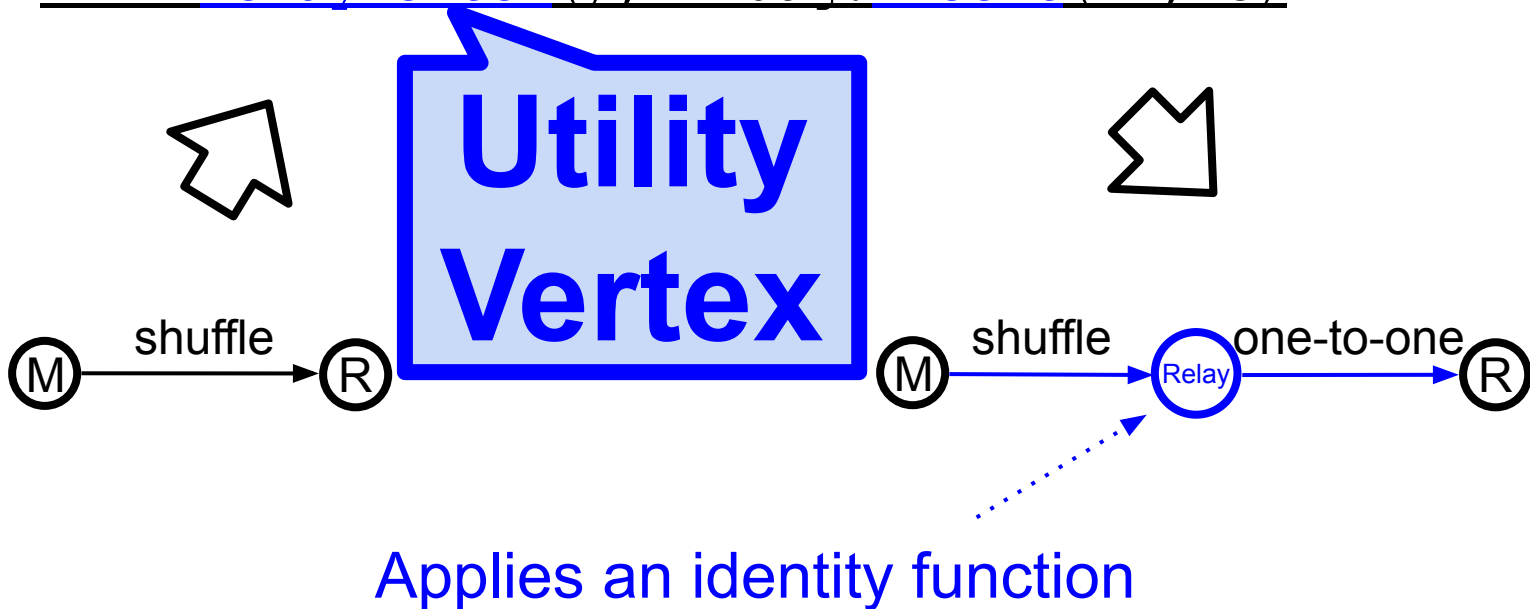 Utility
Vertex
shuffle
M
R
shuffle
one-to-one
M
Relay
R
Applies an identity function